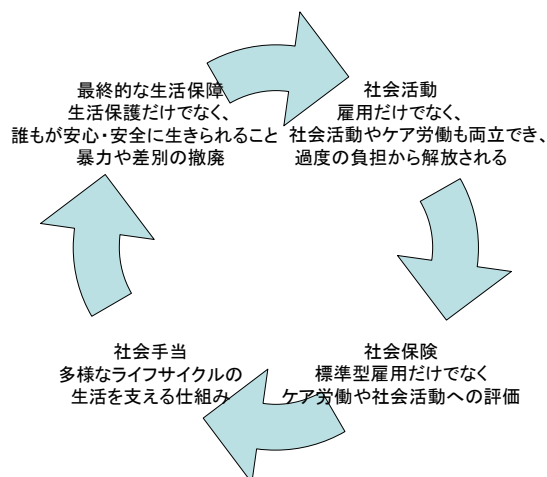 最終的な生活保障
生活保護だけでなく、
誰もが安心・安全に生きられること
暴力や差別の撤廃
社会活動
雇用だけでなく、
社会活動やケア労働も両立でき、
過度の負担から解放される
社会手当
多様なライフサイクルの
生活を支える仕組み
社会保険
標準型雇用だけでなく
ケア労働や社会活動への評価